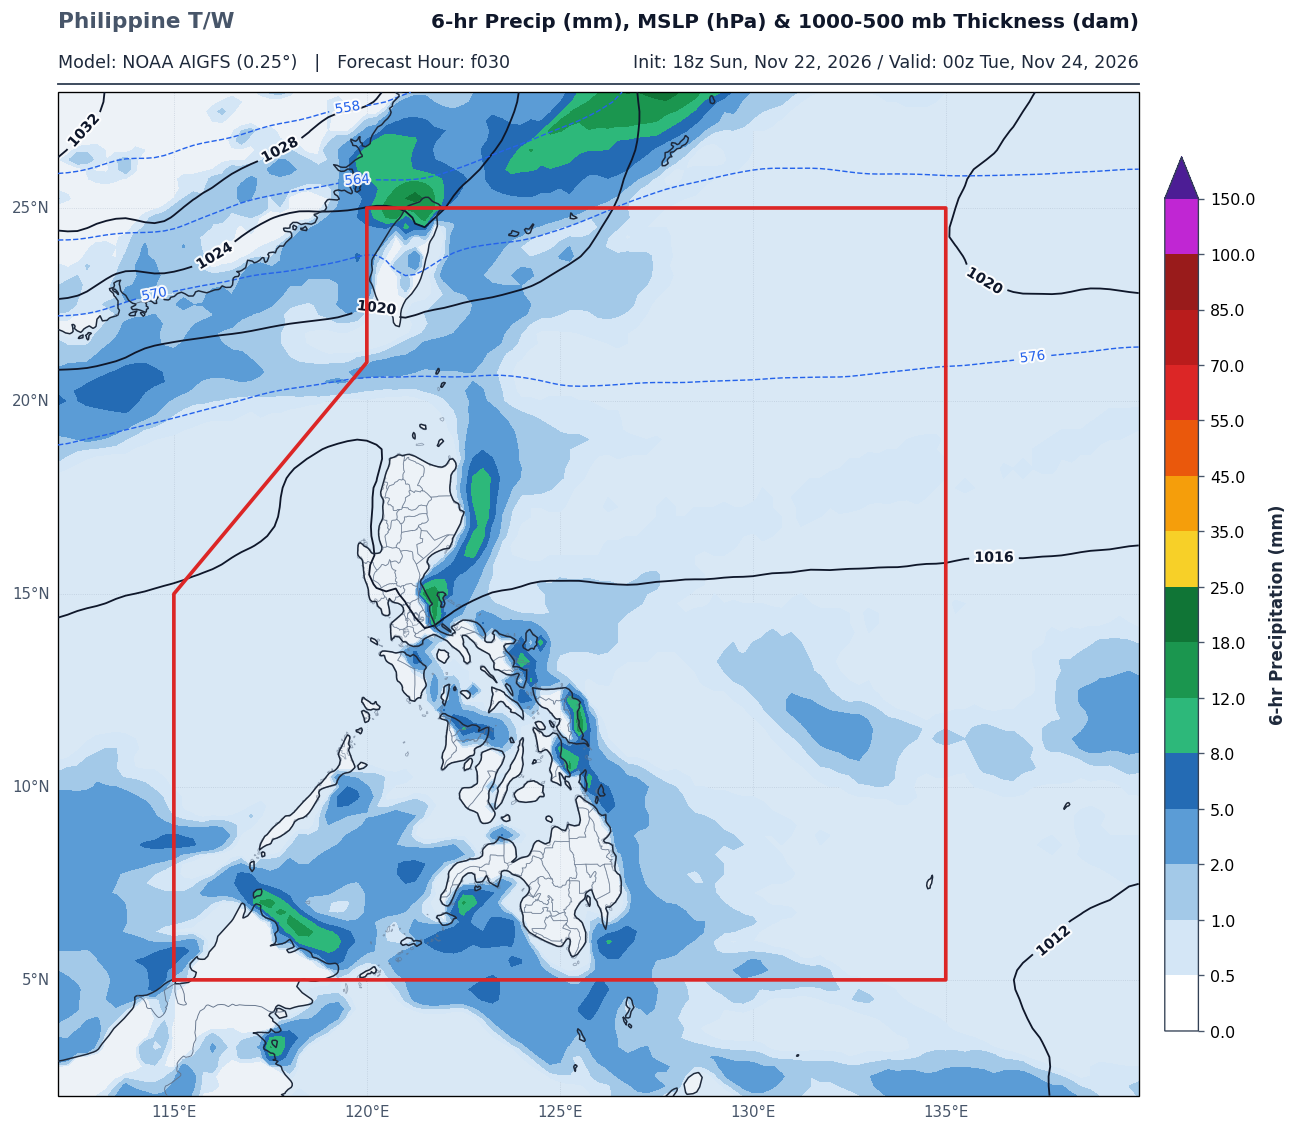 Philippine T/W
6-hr Precip (mm), MSLP (hPa) & 1000-500 mb Thickness (dam)
Model: NOAA AIGFS (0.25°) | Forecast Hour: f030
Init: 18z Sun, Nov 22, 2026 / Valid: 00z Tue, Nov 24, 2026
1032
1028
558
564
1024
570
1020
1020
576
1016
1012
25°N
20°N
15°N
10°N
5°N
115°E
120°E
125°E
130°E
135°E
150.0
100.0
85.0
70.0
55.0
45.0
35.0
25.0
18.0
12.0
8.0
5.0
2.0
1.0
0.5
0.0
6-hr Precipitation (mm)